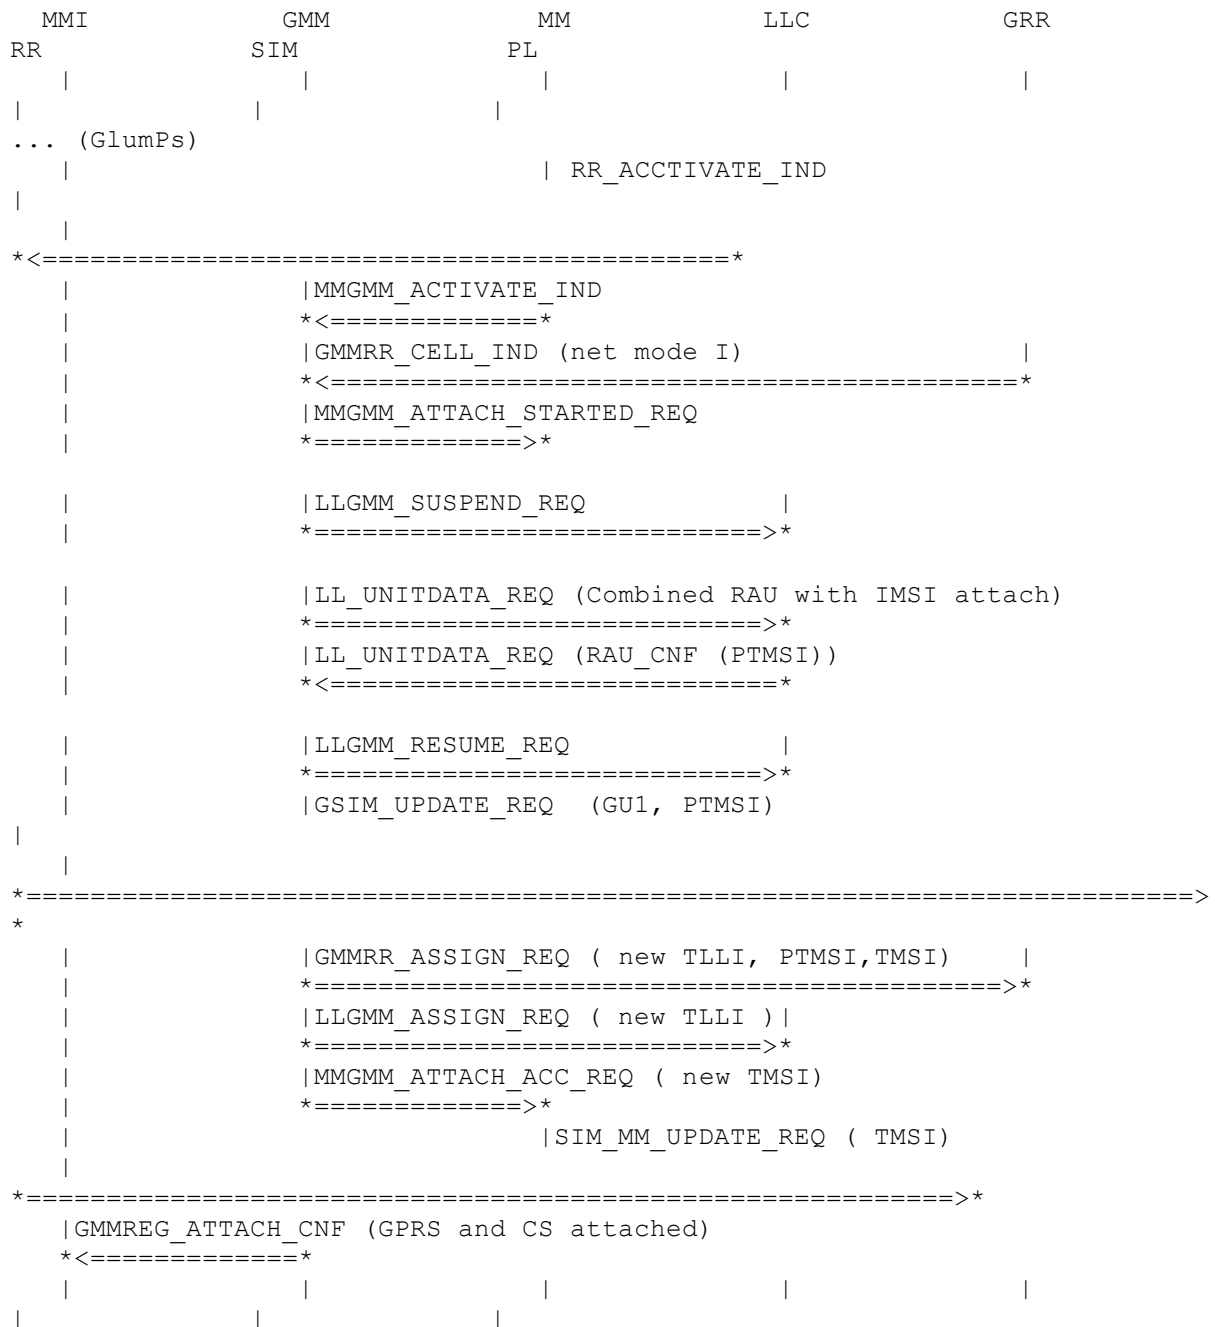 MMI GMM MM LLC GRR
RR SIM PL
| | | | |
| | |
... (GlumPs)
| | RR_ACCTIVATE_IND
|
|
*<===========================================*
| |MMGMM_ACTIVATE_IND
| *<=============*
| |GMMRR_CELL_IND (net mode I) |
| *<===========================================*
| |MMGMM_ATTACH_STARTED_REQ
| *=============>*
| |LLGMM_SUSPEND_REQ |
| *============================>*
| |LL_UNITDATA_REQ (Combined RAU with IMSI attach)
| *============================>*
| |LL_UNITDATA_REQ (RAU_CNF (PTMSI))
| *<============================*
| |LLGMM_RESUME_REQ |
| *============================>*
| |GSIM_UPDATE_REQ (GU1, PTMSI)
|
|
*=========================================================================>
*
| |GMMRR_ASSIGN_REQ ( new TLLI, PTMSI,TMSI) |
| *===========================================>*
| |LLGMM_ASSIGN_REQ ( new TLLI )|
| *============================>*
| |MMGMM_ATTACH_ACC_REQ ( new TMSI)
| *=============>*
| |SIM_MM_UPDATE_REQ ( TMSI)
|
*==========================================================>*
|GMMREG_ATTACH_CNF (GPRS and CS attached)
*<=============*
| | | | |
| | |